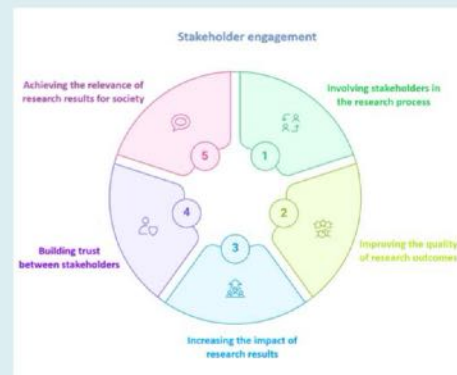 Stakeholder engagement
Involving stakeholders in
the research process
1
Improving the quality
of research outcomes
2
Increasing the impact of
research results
3
Building trust
between stakeholders
4
Achieving the relevance of
research results for society
5